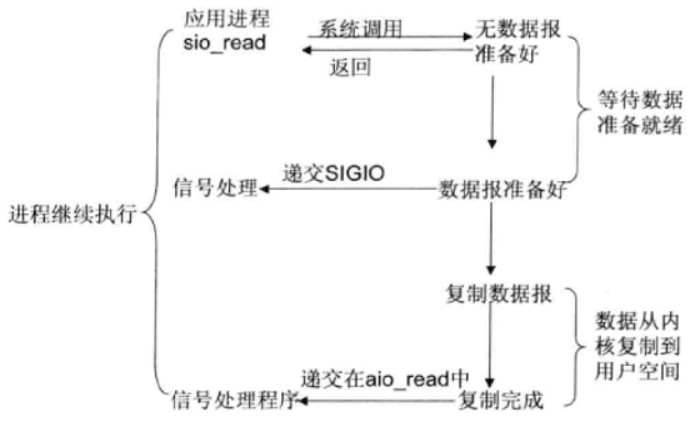 应用进程
sio_read
系统调用
返回
无数据报
准备好
等待数据
准备就绪
信号处理
递交SIGIO
数据报准备好
进程继续执行
复制数据报
数据从内
核复制到
用户空间
信号处理程序
递交在aio_read中
复制完成